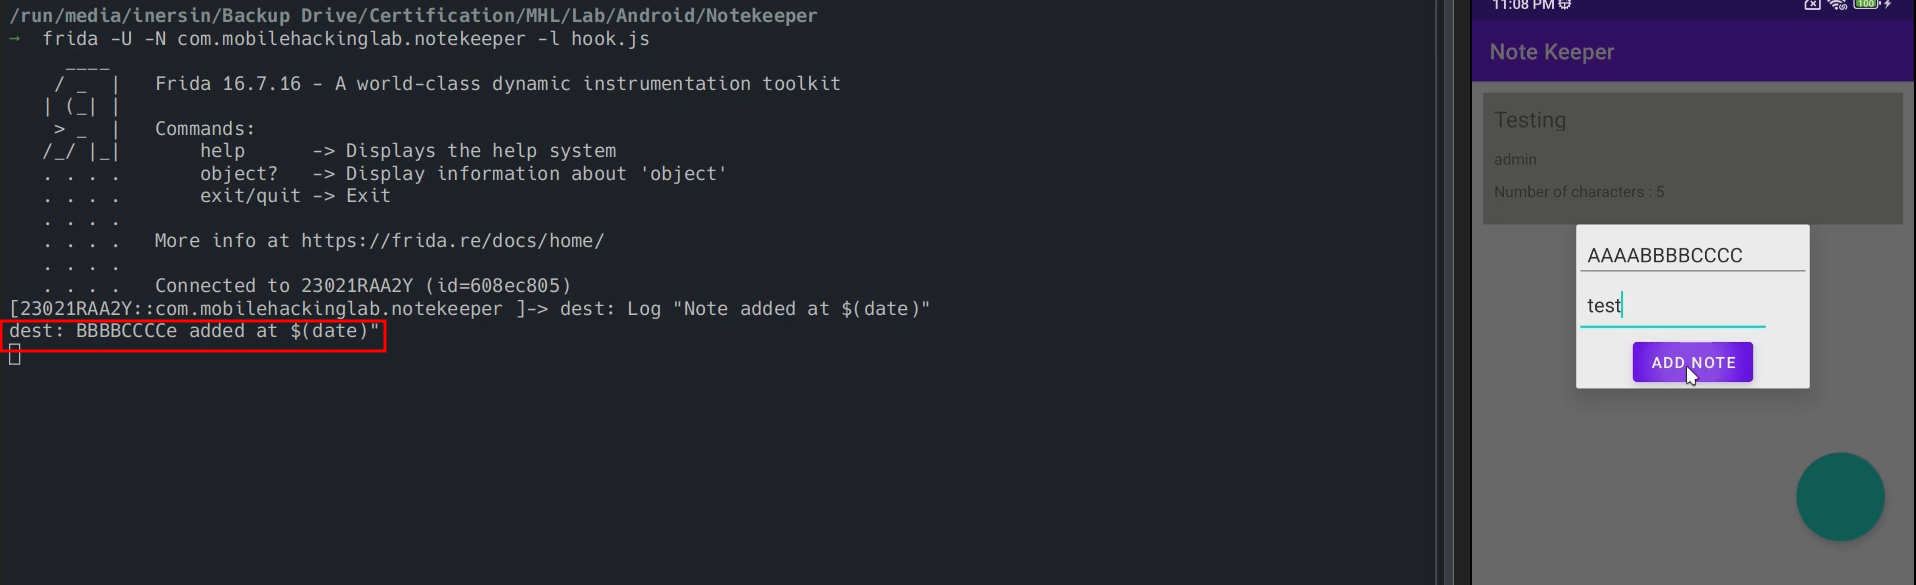 /run/media/inersin/Backup Drive/Certification/MHL/Lab/Android/Notekeeper
→ frida -U -N com.mobilehackinglab.notekeeper -l hook.js
     ____
    / _  |   Frida 16.7.16 - A world-class dynamic instrumentation toolkit
   | (_| |
    > _  |   Commands:
   /_/ |_|       help      -> Displays the help system
   . . . .       object?   -> Display information about 'object'
   . . . .       exit/quit -> Exit
   . . . .
   . . . .   More info at https://frida.re/docs/home/
   . . . .
   . . . .   Connected to 23021RAA2Y (id=608ec805)
[23021RAA2Y::com.mobilehackinglab.notekeeper ]-> dest: Log "Note added at $(date)"
dest: BBBBCCCCe added at $(date)"
11:08 PM
100
Note Keeper
Testing
admin
Number of characters : 5
AAAABBBBCCCC
test
ADD NOTE